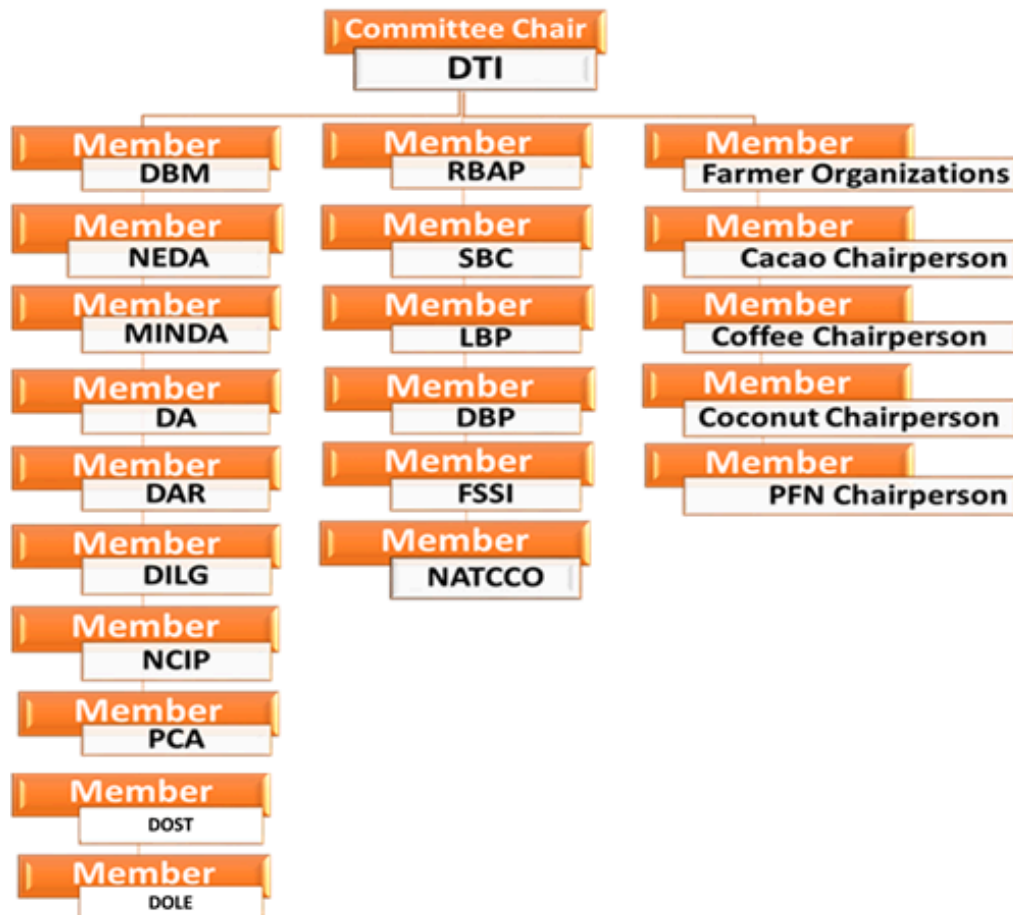 Committee Chair
DTI
Member
DBM
Member
NEDA
Member
MINDA
Member
DA
Member
DAR
Member
DILG
Member
NCIP
Member
PCA
Member
DOST
Member
DOLE
Member
RBAP
Member
SBC
Member
LBP
Member
DBP
Member
FSSI
Member
NATCCO
Member
Farmer Organizations
Member
Cacao Chairperson
Member
Coffee Chairperson
Member
Coconut Chairperson
Member
PFN Chairperson